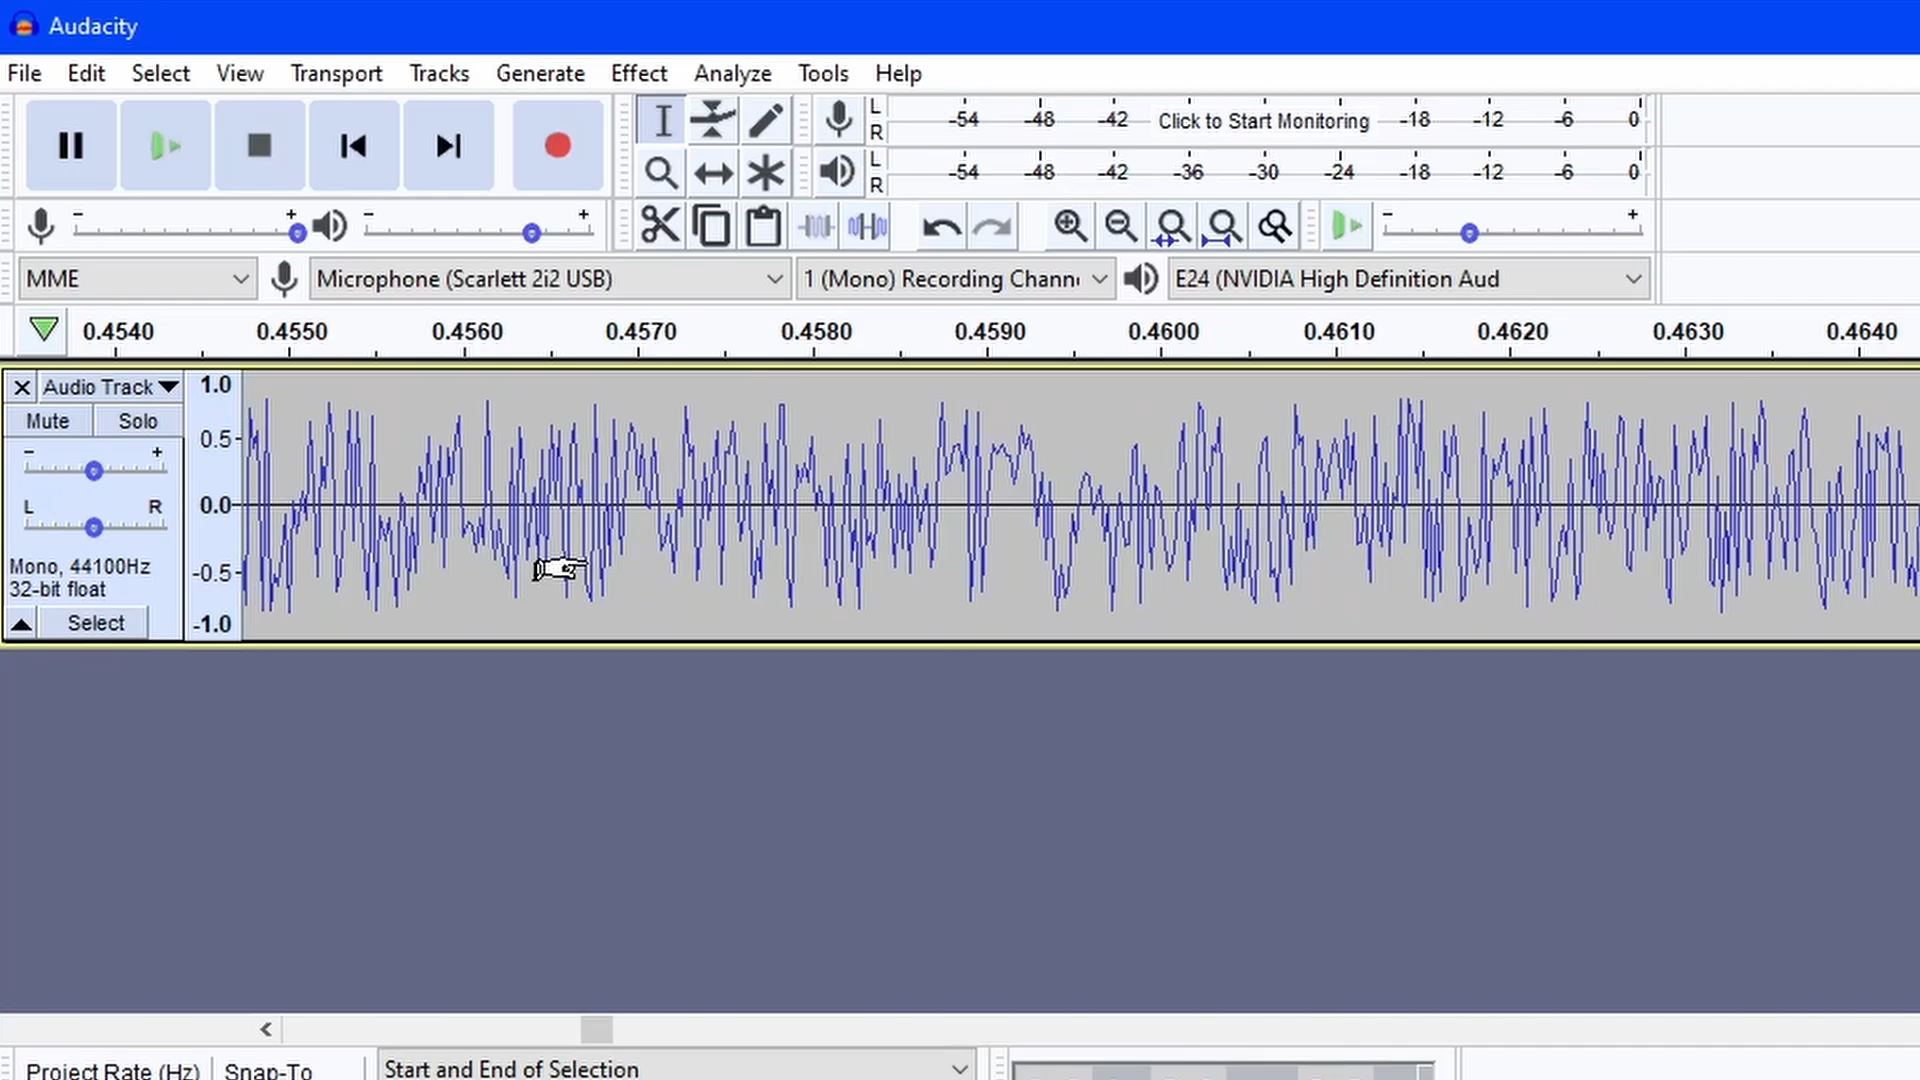 Audacity
File Edit Select View Transport Tracks Generate Effect Analyze Tools Help
L
R
-54 -48 -42 Click to Start Monitoring -18 -12 -6 0
L
R
-54 -48 -42 -36 -30 -24 -18 -12 -6 0
- + - +
- +
MME Microphone (Scarlett 2i2 USB) 1 (Mono) Recording Chann E24 (NVIDIA High Definition Aud
0.4540 0.4550 0.4560 0.4570 0.4580 0.4590 0.4600 0.4610 0.4620 0.4630 0.4640
Audio Track
Mute Solo
- +
L R
Mono, 44100Hz
32-bit float
Select
1.0
0.5
0.0
-0.5
-1.0
Project Rate (Hz) Snap-To Start and End of Selection